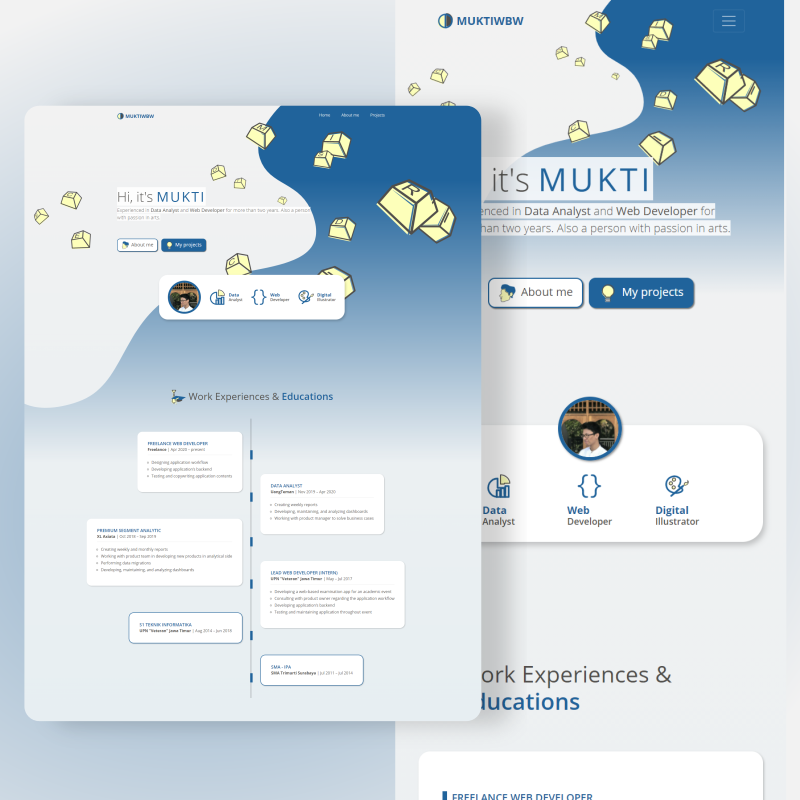 MUKTIWBW
Home About me Projects
Hi, it's MUKTI
Experienced in Data Analyst and Web Developer for more than two years. Also a person
with passion in arts.
About me My projects
Data
Analyst
Web
Developer
Digital
Illustrator
Work Experiences & Educations
FREELANCE WEB DEVELOPER
Freelance | Apr 2020 - present
Designing application workflow
Developing application's backend
Testing and copywriting application contents
DATA ANALYST
UangTeman | Nov 2019 - Apr 2020
Creating weekly reports
Developing, maintaining, and analyzing dashboards
Working with product manager to solve business cases
PREMIUM SEGMENT ANALYTIC
XL Axiata | Oct 2018 - Sep 2019
Creating weekly and monthly reports
Working with product team in developing new products in analytical side
Performing data migrations
Developing, maintaining, and analyzing dashboards
LEAD WEB DEVELOPER (INTERN)
UPN "Veteran" Jawa Timur | May - Jul 2017
Developing a web-based examination app for an academic event
Consulting with product owner regarding the application workflow
Developing application's backend
Testing and maintaining application throughout event
S1 TEKNIK INFORMATIKA
UPN "Veteran" Jawa Timur | Aug 2014 - Jun 2018
SMA - IPA
SMA Trimurti Surabaya | Jul 2011 - Jul 2014
MUKTIWBW
it's MUKTI
enced in Data Analyst and Web Developer for
han two years. Also a person with passion in arts.
About me My projects
Data
Analyst
Web
Developer
Digital
Illustrator
ork Experiences &
ducations
FREELANCE WEB DEVELOPER